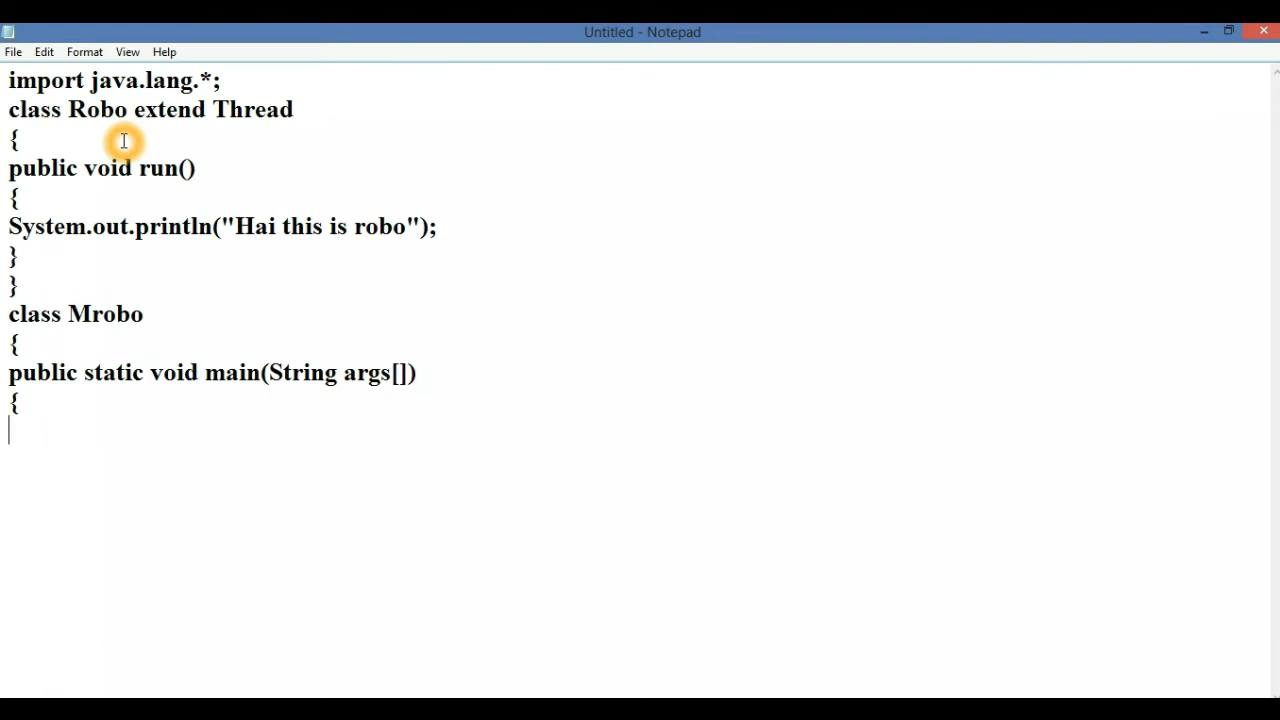 Untitled - Notepad
File Edit Format View Help
import java.lang.*;
class Robo extend Thread
{
public void run()
{
System.out.println("Hai this is robo");
}
}
class Mrobo
{
public static void main(String args[])
{